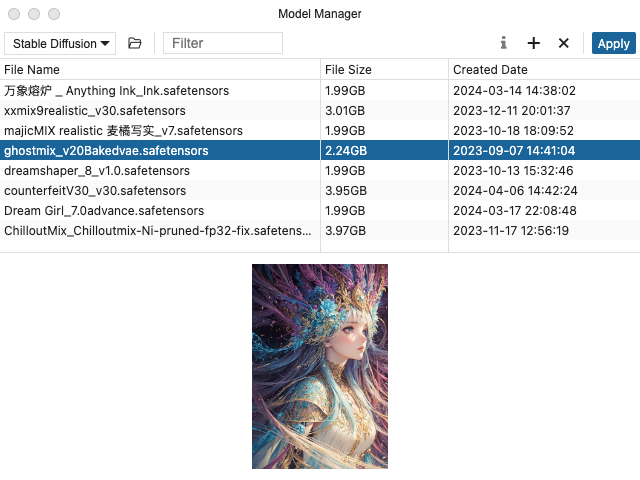 Model Manager
Stable Diffusion Filter Apply
File Name File Size Created Date
万象熔炉 _ Anything Ink_Ink.safetensors 1.99GB 2024-03-14 14:38:02
xxmix9realistic_v30.safetensors 3.01GB 2023-12-11 20:01:37
majicMIX realistic 麦橘写实_v7.safetensors 1.99GB 2023-10-18 18:09:52
ghostmix_v20Bakedvae.safetensors 2.24GB 2023-09-07 14:41:04
dreamshaper_8_v1.0.safetensors 1.99GB 2023-10-13 15:32:46
counterfeitV30_v30.safetensors 3.95GB 2024-04-06 14:42:24
Dream Girl_7.0advance.safetensors 1.99GB 2024-03-17 22:08:48
ChilloutMix_Chilloutmix-Ni-pruned-fp32-fix.safetens... 3.97GB 2023-11-17 12:56:19